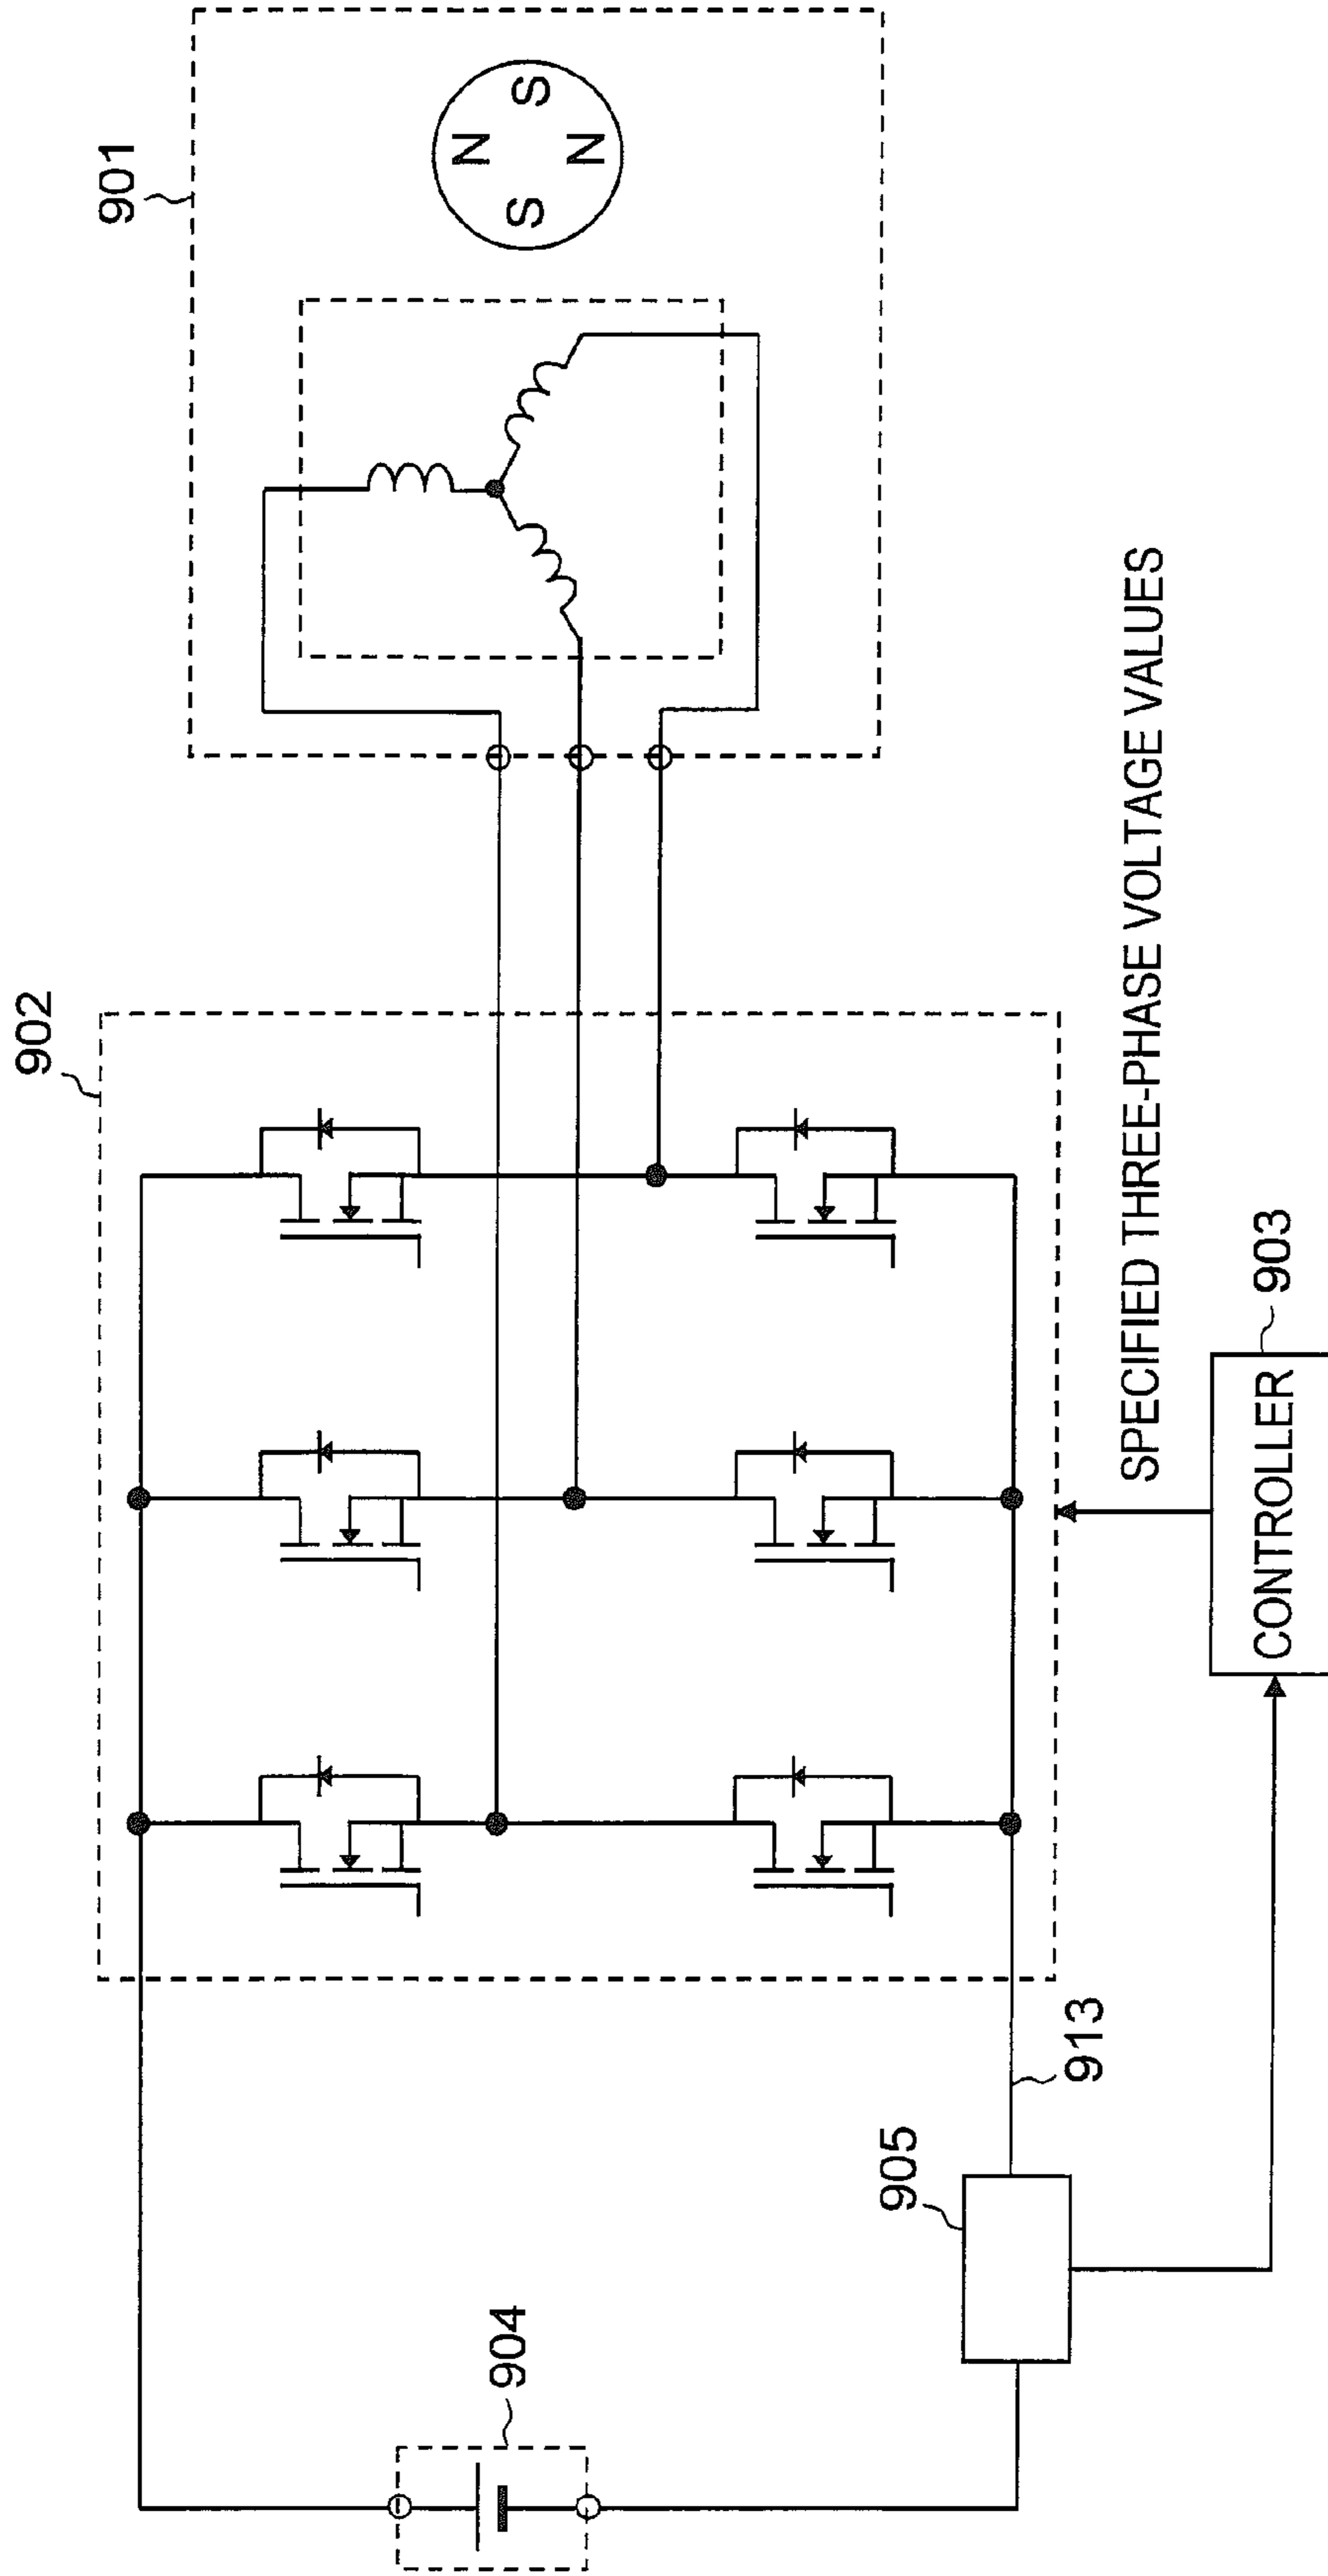 901
N
S
S
N
902
SPECIFIED THREE-PHASE VOLTAGE VALUES
903
CONTROLLER
913
905
904